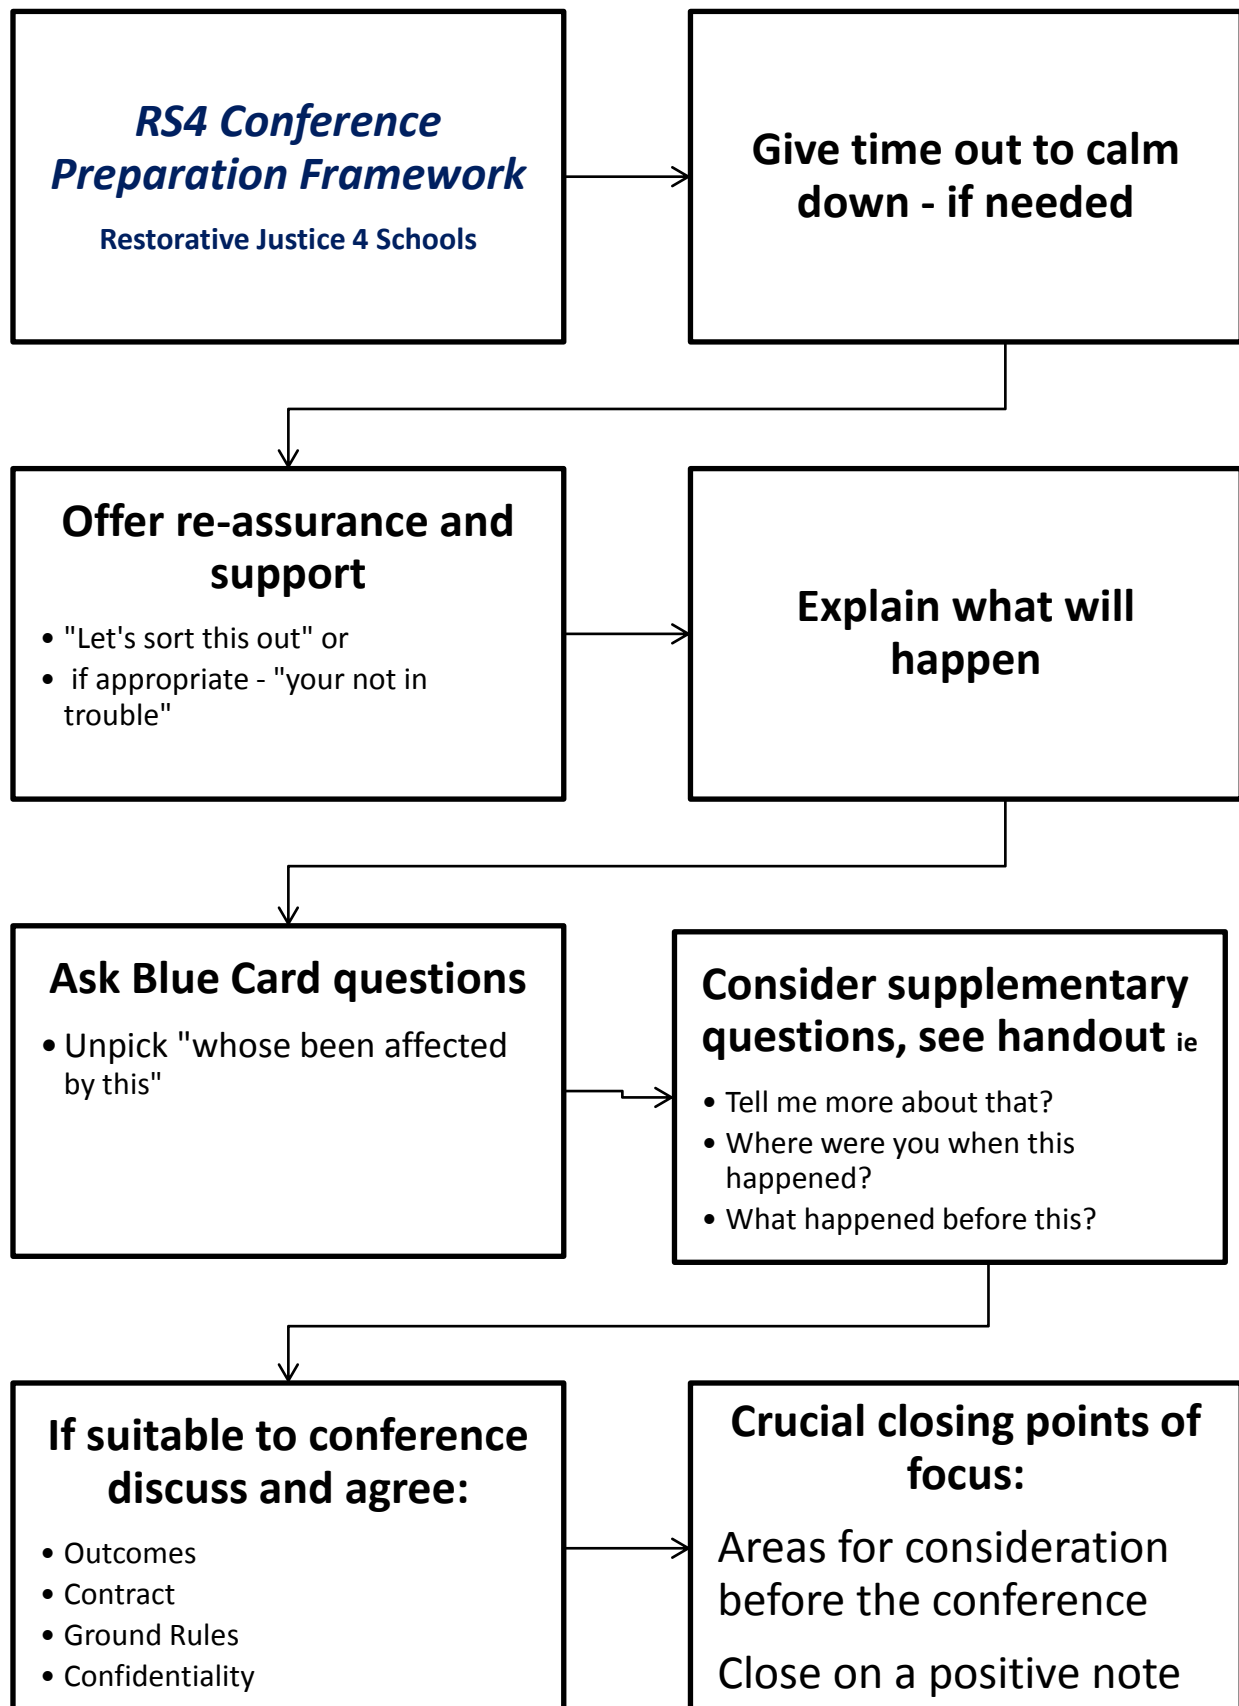 RS4 Conference
Preparation Framework
Restorative Justice 4 Schools
Give time out to calm
down - if needed
Offer re-assurance and
support
• "Let's sort this out" or
• if appropriate - "your not in
trouble"
Explain what will
happen
Ask Blue Card questions
• Unpick "whose been affected
by this"
Consider supplementary
questions, see handout ie
• Tell me more about that?
• Where were you when this
happened?
• What happened before this?
If suitable to conference
discuss and agree:
• Outcomes
• Contract
• Ground Rules
• Confidentiality
Crucial closing points of
focus:
Areas for consideration
before the conference
Close on a positive note